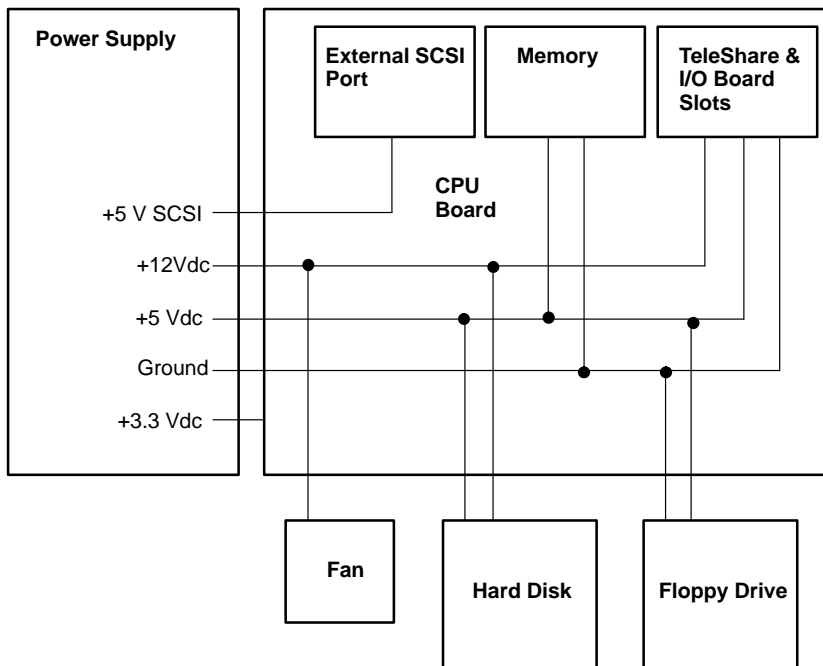 Power Supply
External SCSI
Port
Memory
TeleShare &
I/O Board
Slots
CPU
Board
+5 V SCSI
+12Vdc
+5 Vdc
Ground
+3.3 Vdc
Fan
Hard Disk
Floppy Drive